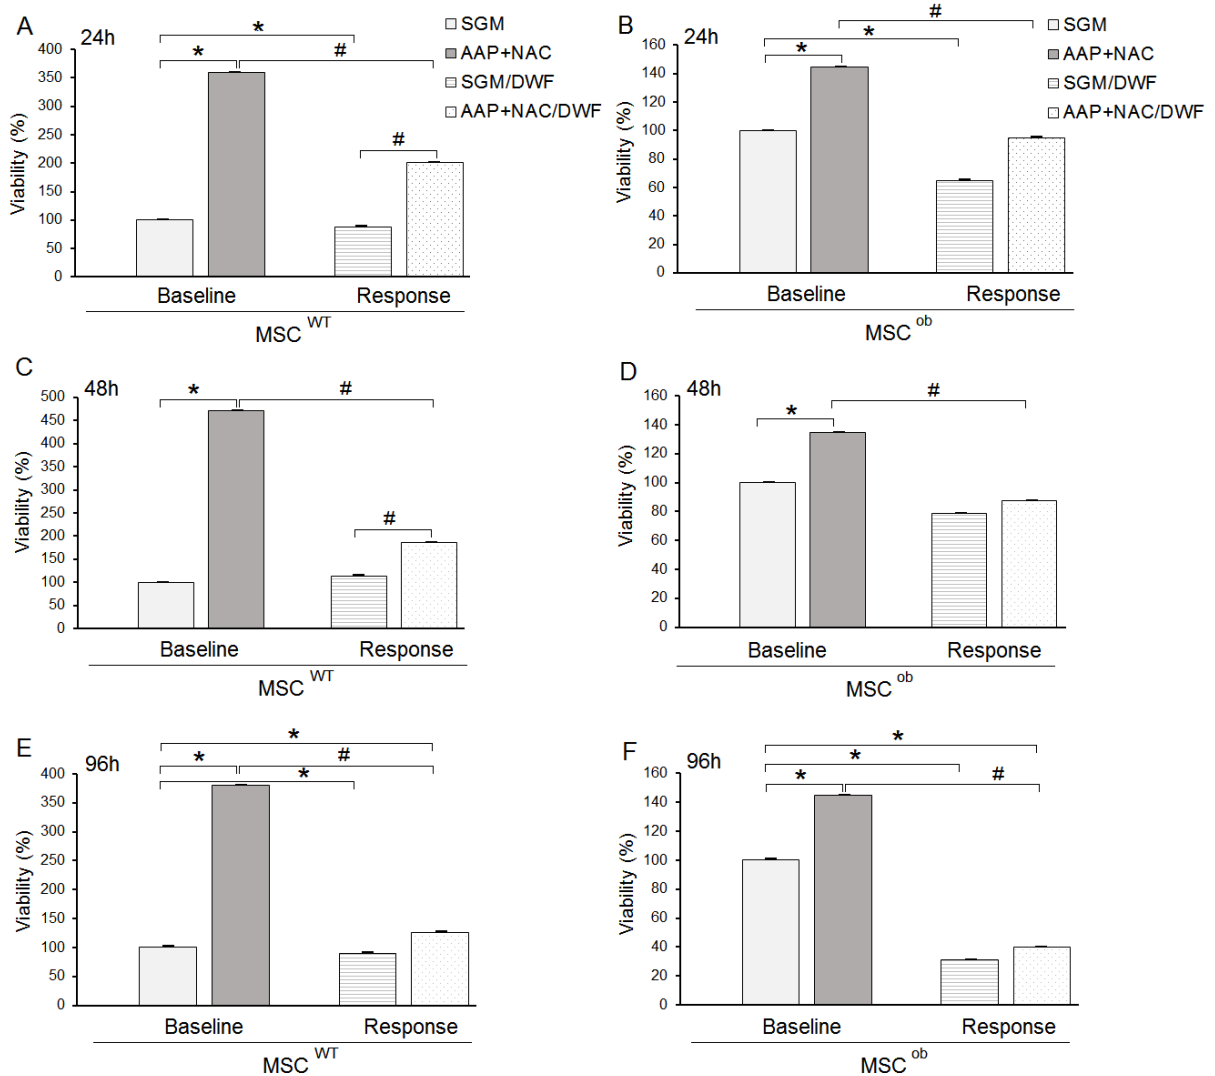 A
24h
SGM
AAP+NAC
SGM/DWF
AAP+NAC/DWF
Viability (%)
400
350
300
250
200
150
100
50
0
*
*
#
#
Baseline
Response
MSC WT
B
24h
SGM
AAP+NAC
SGM/DWF
AAP+NAC/DWF
Viability (%)
160
140
120
100
80
60
40
20
0
#
*
*
Baseline
Response
MSC ob
C
48h
Viability (%)
500
450
400
350
300
250
200
150
100
50
0
*
#
#
Baseline
Response
MSC WT
D
48h
Viability (%)
160
140
120
100
80
60
40
20
0
#
*
Baseline
Response
MSC ob
E
96h
Viability (%)
400
350
300
250
200
150
100
50
0
*
*
#
*
Baseline
Response
MSC WT
F
96h
Viability (%)
160
140
120
100
80
60
40
20
0
*
*
*
#
Baseline
Response
MSC ob